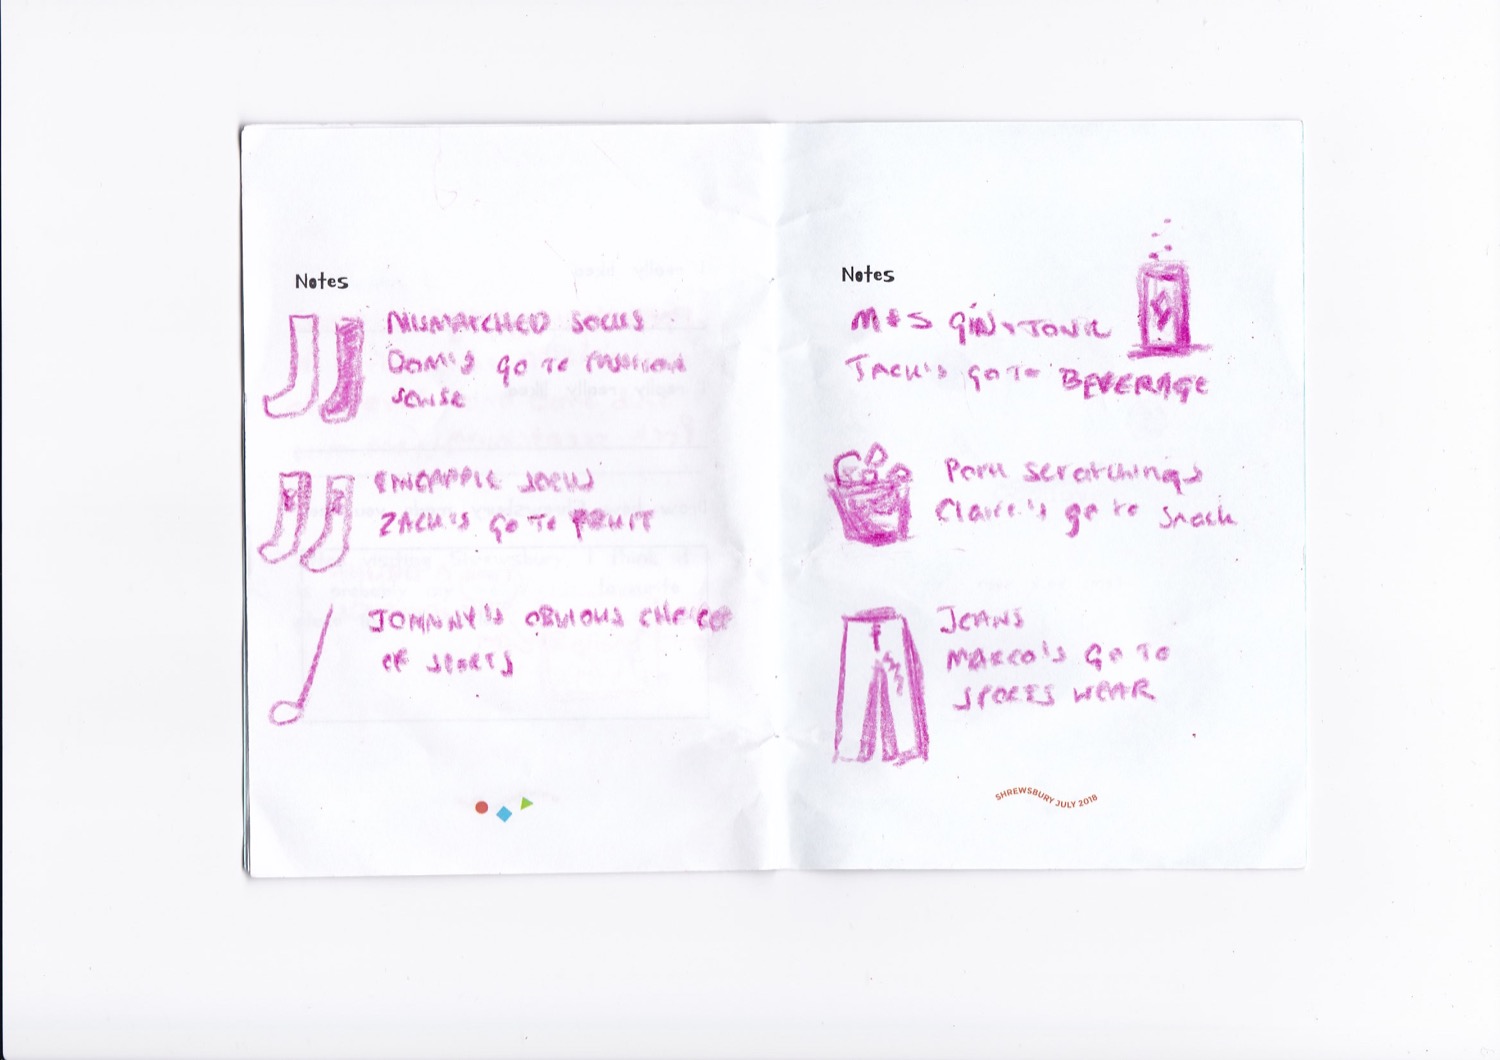 Notes
MISMATCHED SOCKS
DOM'S GO TO FASHION
SENSE
PINEAPPLE SOCKS
ZACK'S GO TO FRUIT
JOHNNY'S OBVIOUS CHOICE
OF SPORTS
Notes
M+S GIN+TONIC
JACK'S GO TO BEVERAGE
Pork Scratchings
Claire's go to snack
JEANS
MARCO'S GO TO
SPORTS WEAR
SHREWSBURY JULY 2018